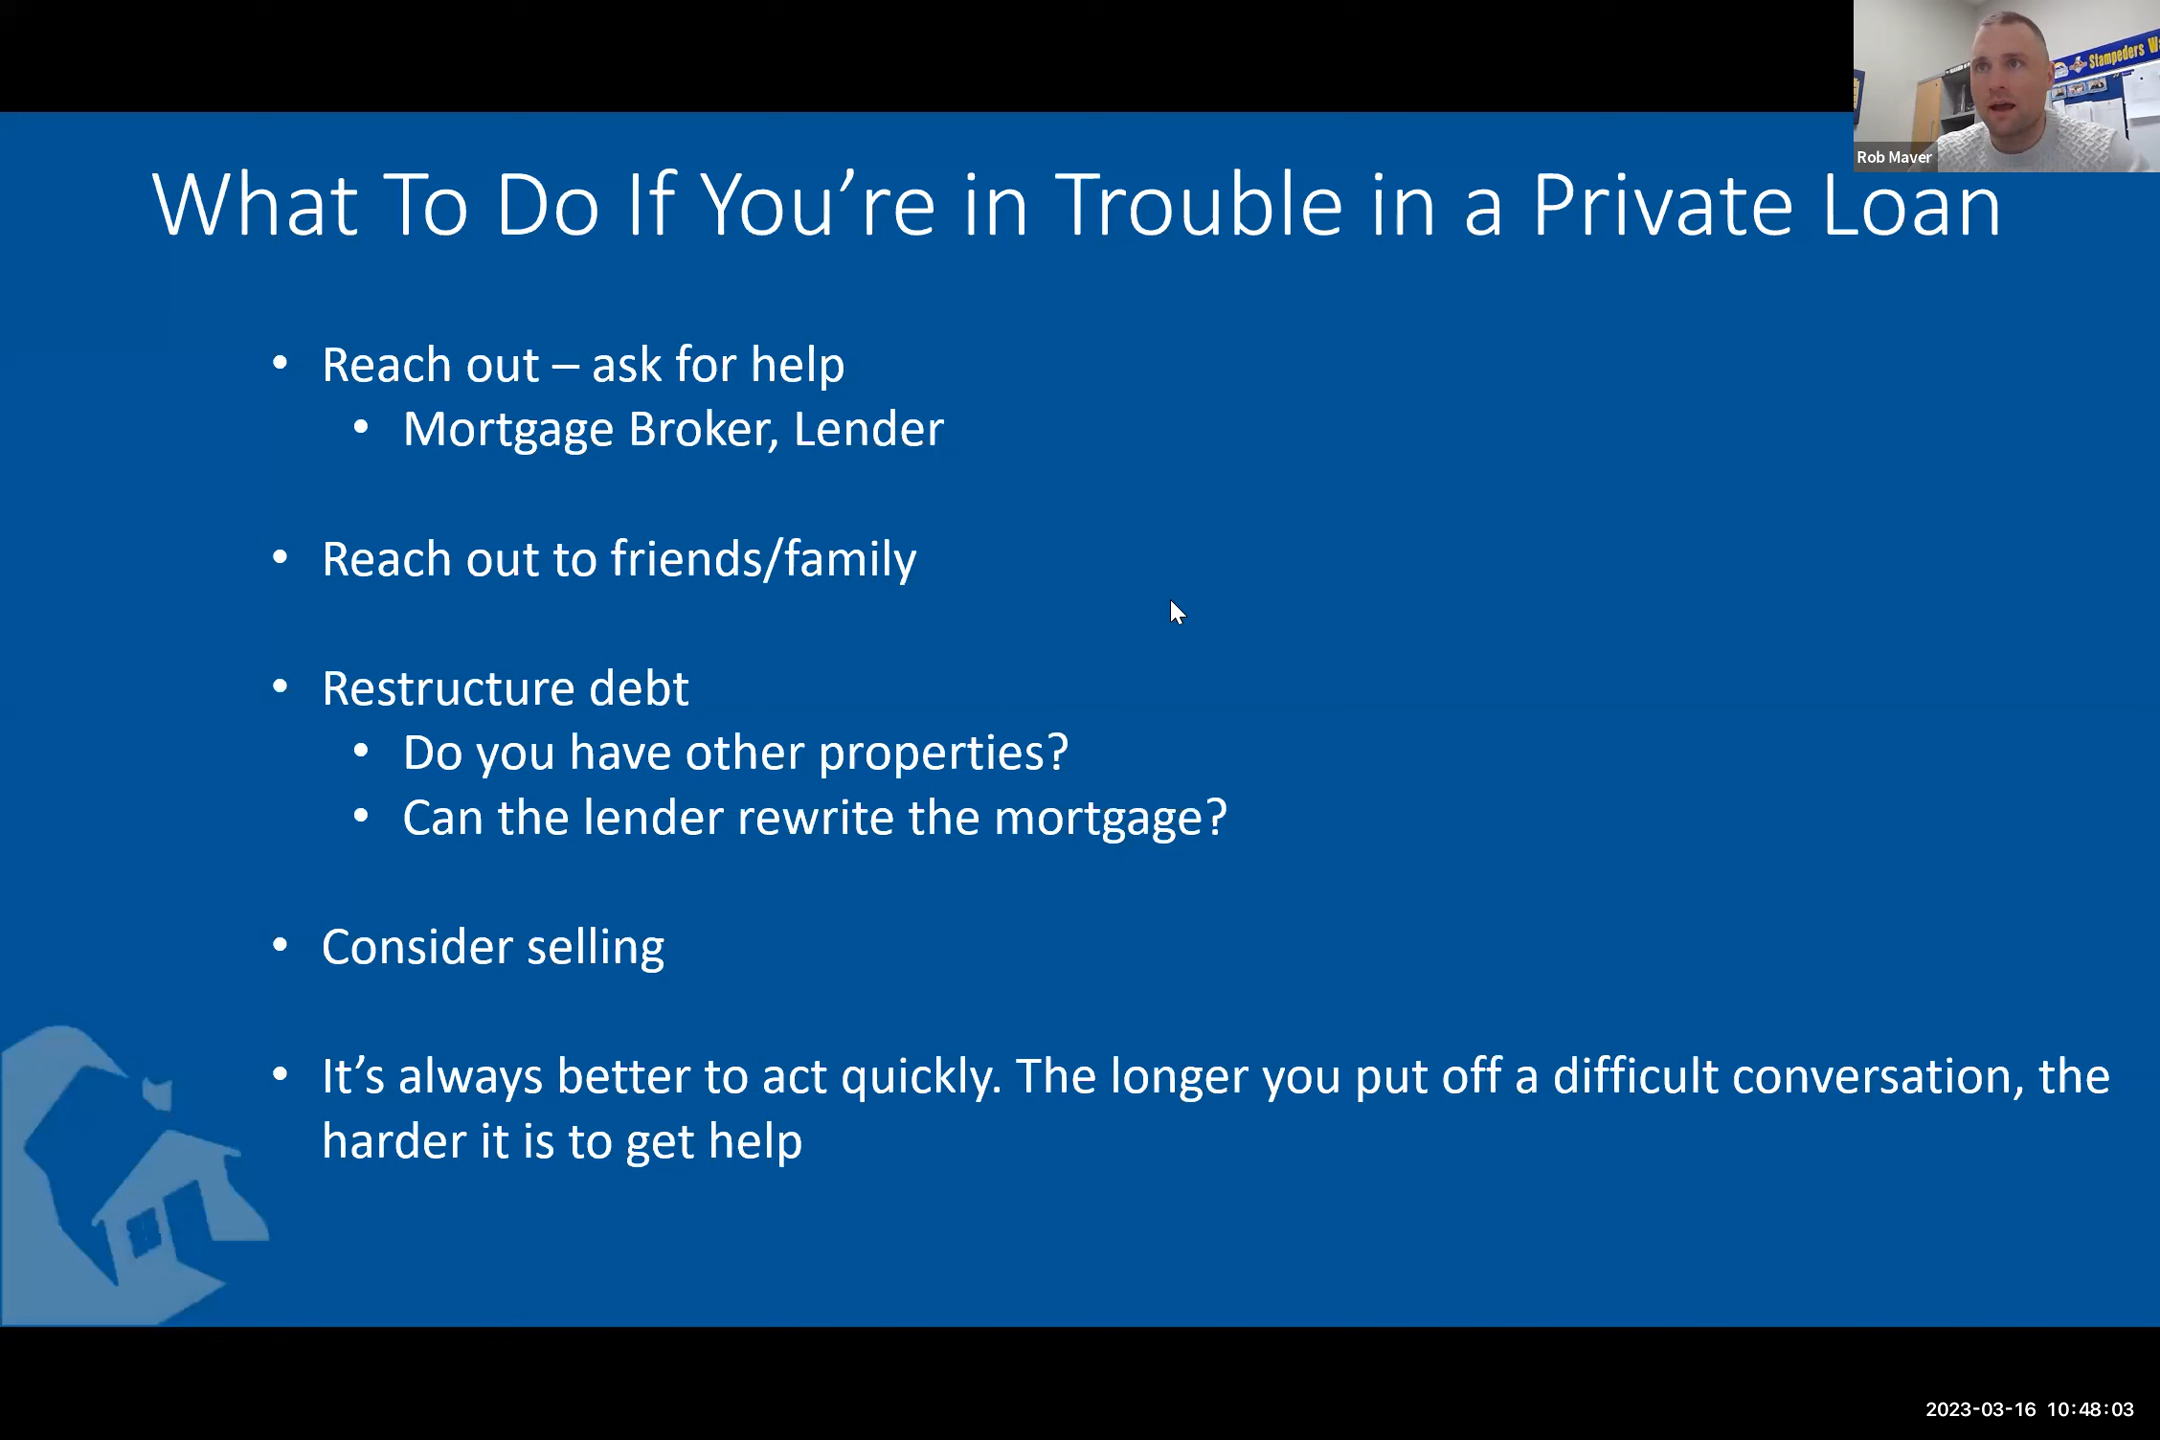 Stampeders
Rob Maver
What To Do If You’re in Trouble in a Private Loan
• Reach out – ask for help
• Mortgage Broker, Lender
• Reach out to friends/family
• Restructure debt
• Do you have other properties?
• Can the lender rewrite the mortgage?
• Consider selling
• It’s always better to act quickly. The longer you put off a difficult conversation, the
harder it is to get help
2023-03-16 10:48:03